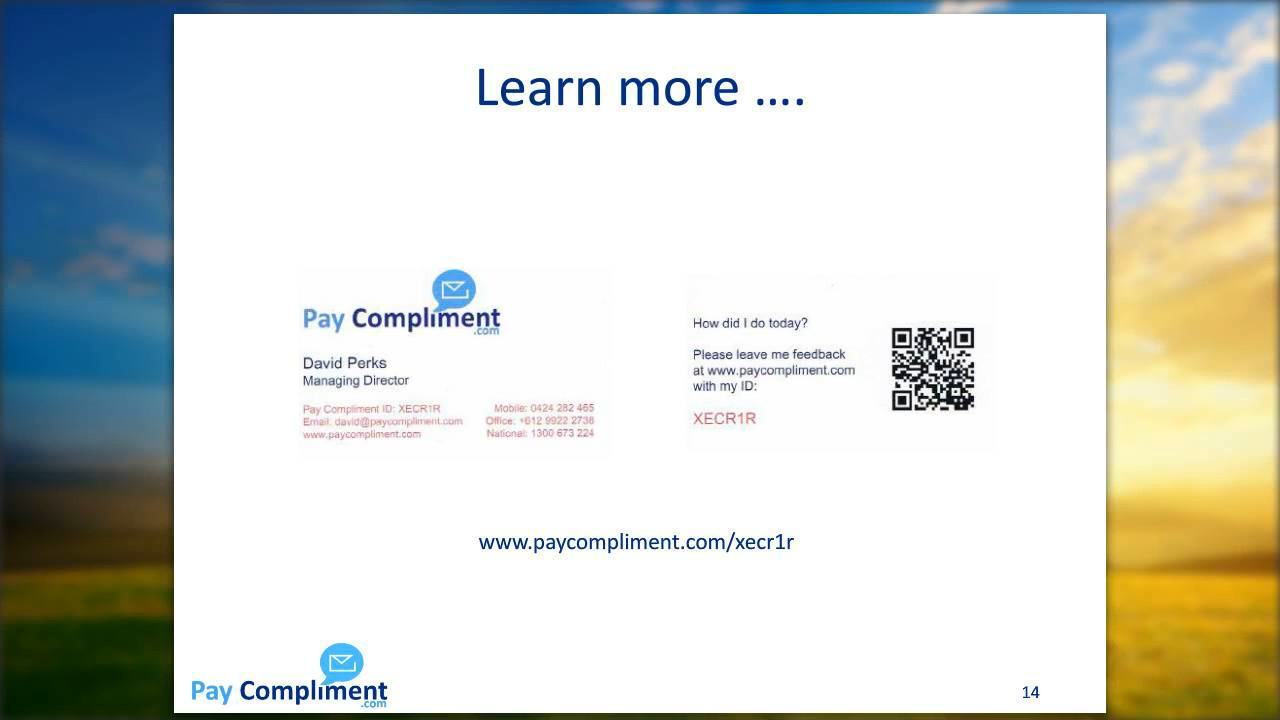 Learn more ....
Pay Compliment
.com
David Perks
Managing Director
Pay Compliment ID: XECR1R
Email: david@paycompliment.com
www.paycompliment.com
Mobile: 0424 282 465
Office: +612 9922 2738
National: 1300 673 224
How did I do today?
Please leave me feedback
at www.paycompliment.com
with my ID:
XECR1R
www.paycompliment.com/xecr1r
Pay Compliment
.com
14